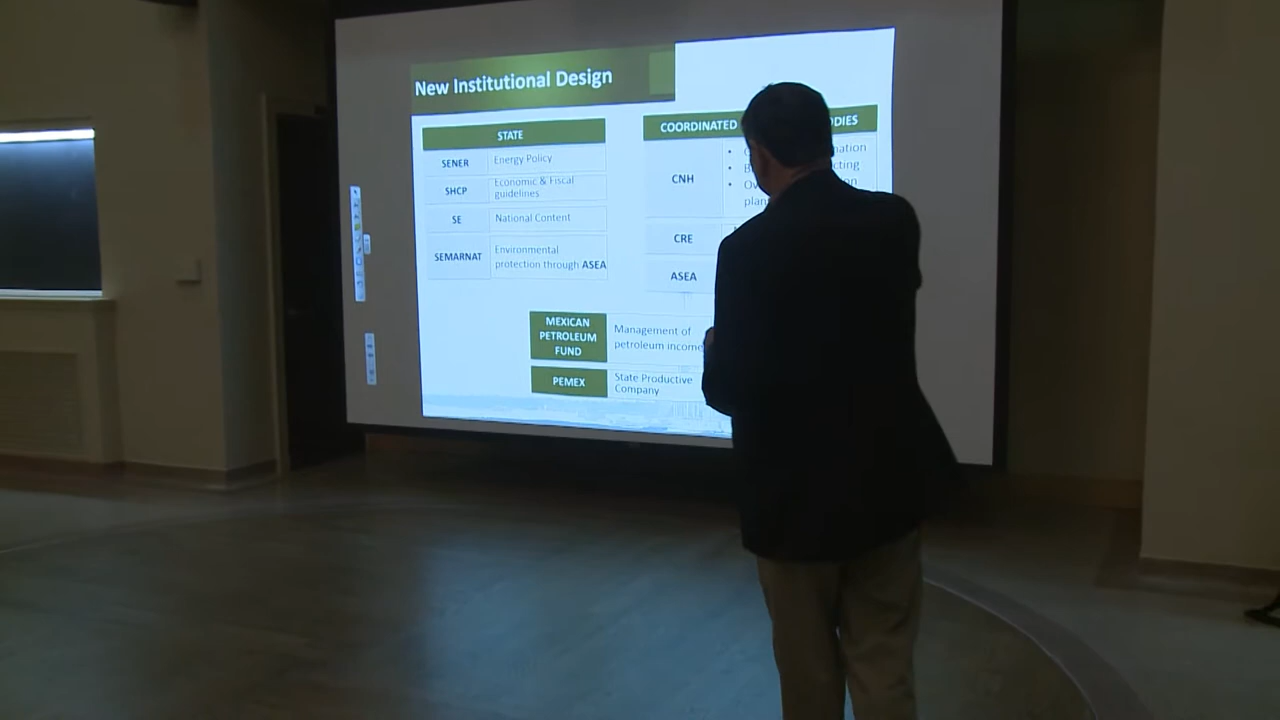 New Institutional Design
STATE
SENER
Energy Policy
SHCP
Economic & Fiscal
guidelines
SE
National Content
SEMARNAT
Environmental
protection through ASEA
COORDINATED
CNH
CRE
ASEA
MEXICAN
PETROLEUM
FUND
Management of
petroleum income
PEMEX
State Productive
Company